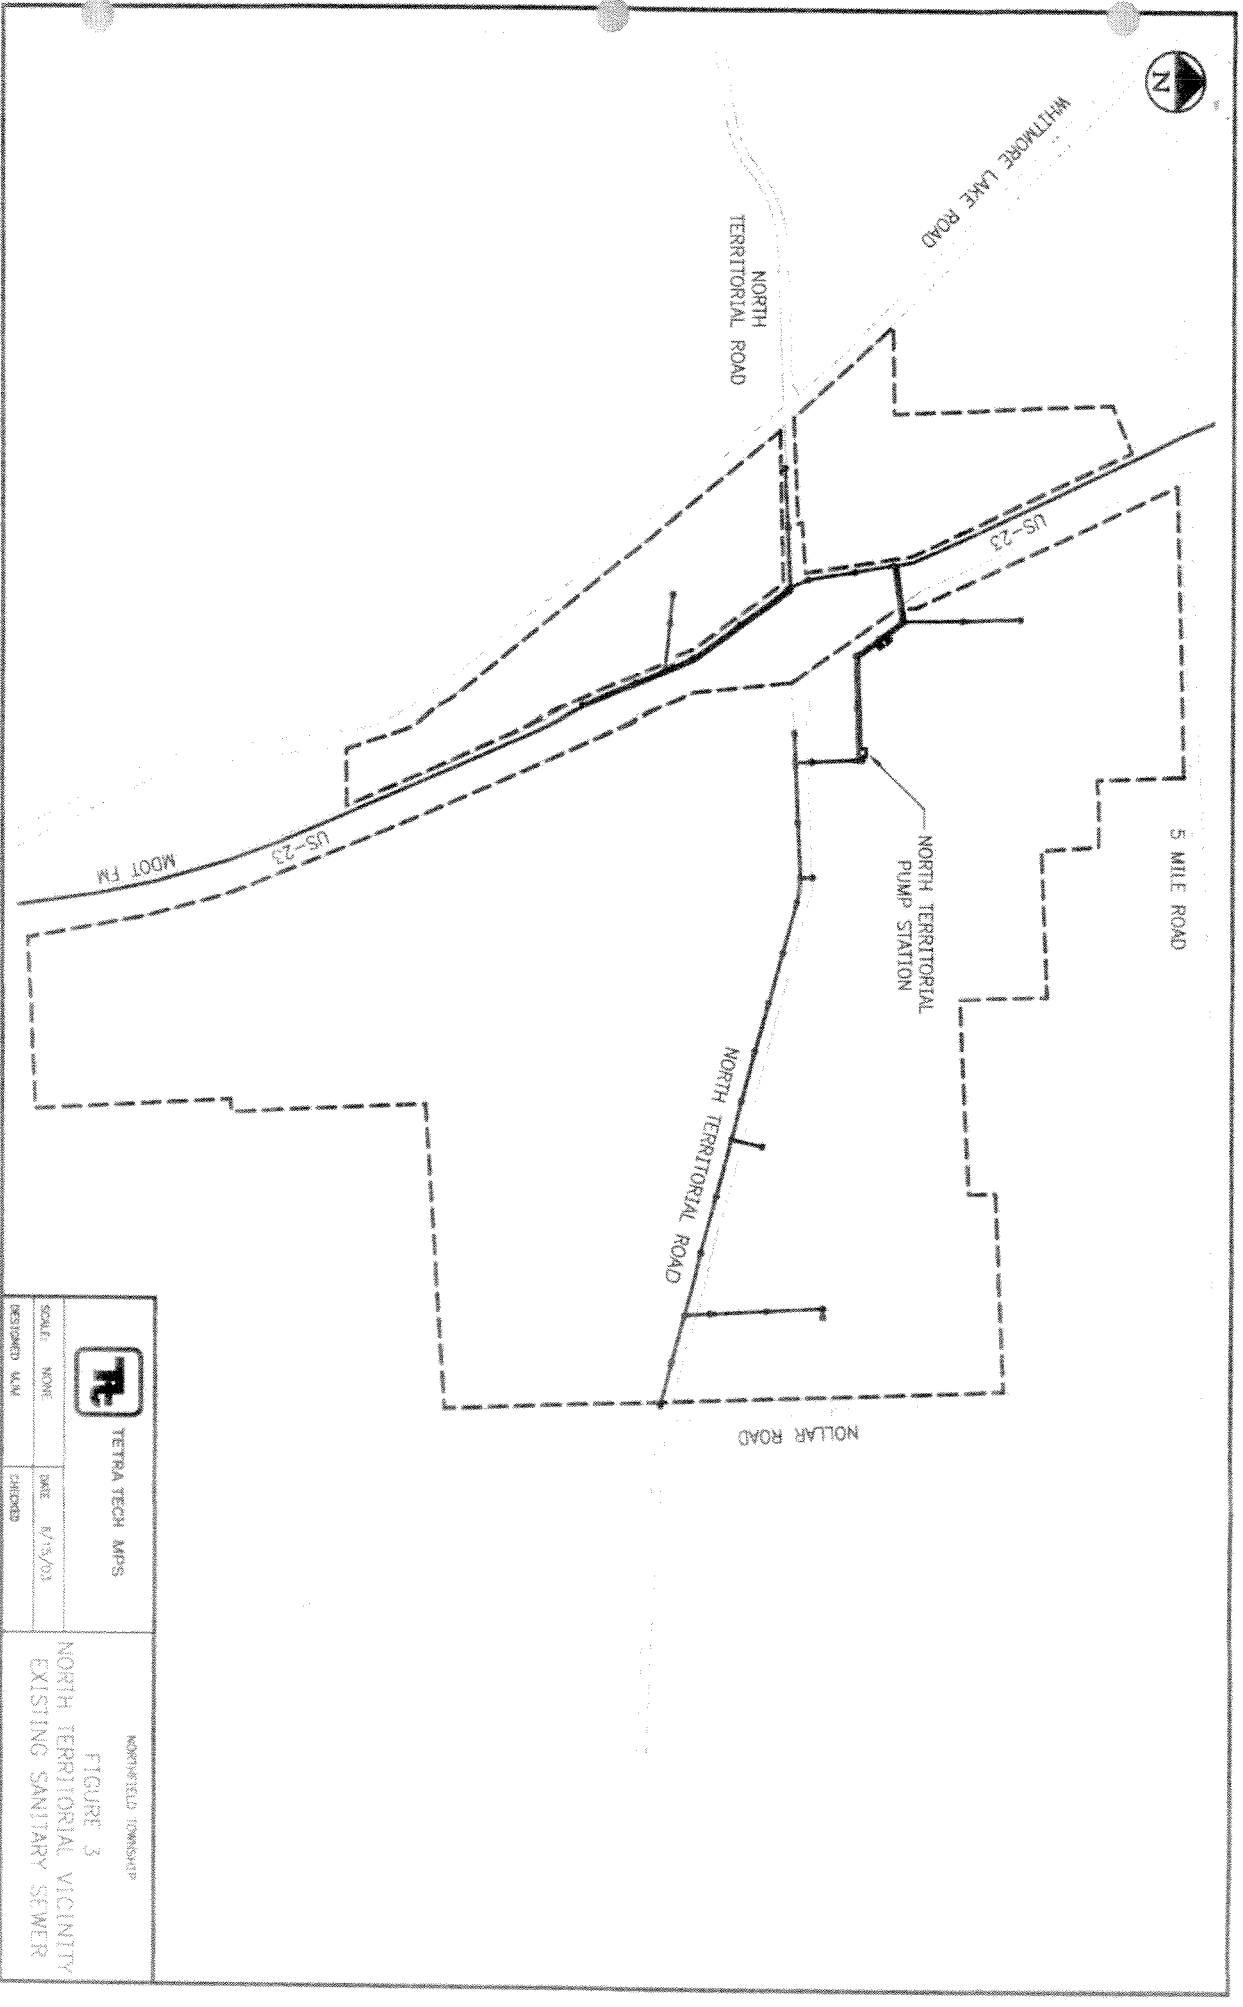 N
WHITMORE LAKE ROAD
NORTH
TERRITORIAL ROAD
US-23
5 MILE ROAD
NORTH TERRITORIAL
PUMP STATION
US-23
MDOT FM
NORTH TERRITORIAL ROAD
NOLLAR ROAD
Tt
TETRA TECH MPS
SCALE: NONE
DATE
DESIGNED MJM
CHECKED
NORTHFIELD TOWNSHIP
FIGURE 3
NORTH TERRITORIAL VICINITY
EXISTING SANITARY SEWER